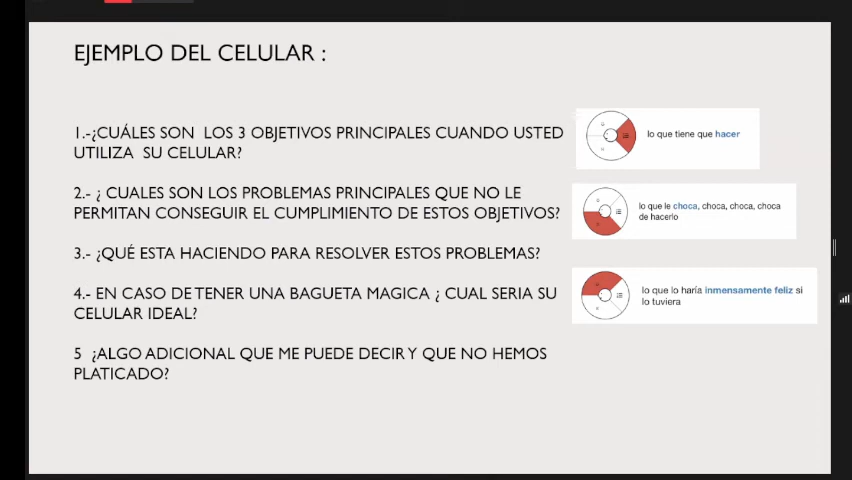 EJEMPLO DEL CELULAR :
1.-¿CUÁLES SON LOS 3 OBJETIVOS PRINCIPALES CUANDO USTED
UTILIZA SU CELULAR?
lo que tiene que hacer
2.- ¿ CUALES SON LOS PROBLEMAS PRINCIPALES QUE NO LE
PERMITAN CONSEGUIR EL CUMPLIMIENTO DE ESTOS OBJETIVOS?
lo que le choca, choca, choca, choca
de hacerlo
3.- ¿QUÉ ESTA HACIENDO PARA RESOLVER ESTOS PROBLEMAS?
4.- EN CASO DE TENER UNA BAGUETA MAGICA ¿ CUAL SERIA SU
CELULAR IDEAL?
lo que lo haría inmensamente feliz si
lo tuviera
5 ¿ALGO ADICIONAL QUE ME PUEDE DECIR Y QUE NO HEMOS
PLATICADO?